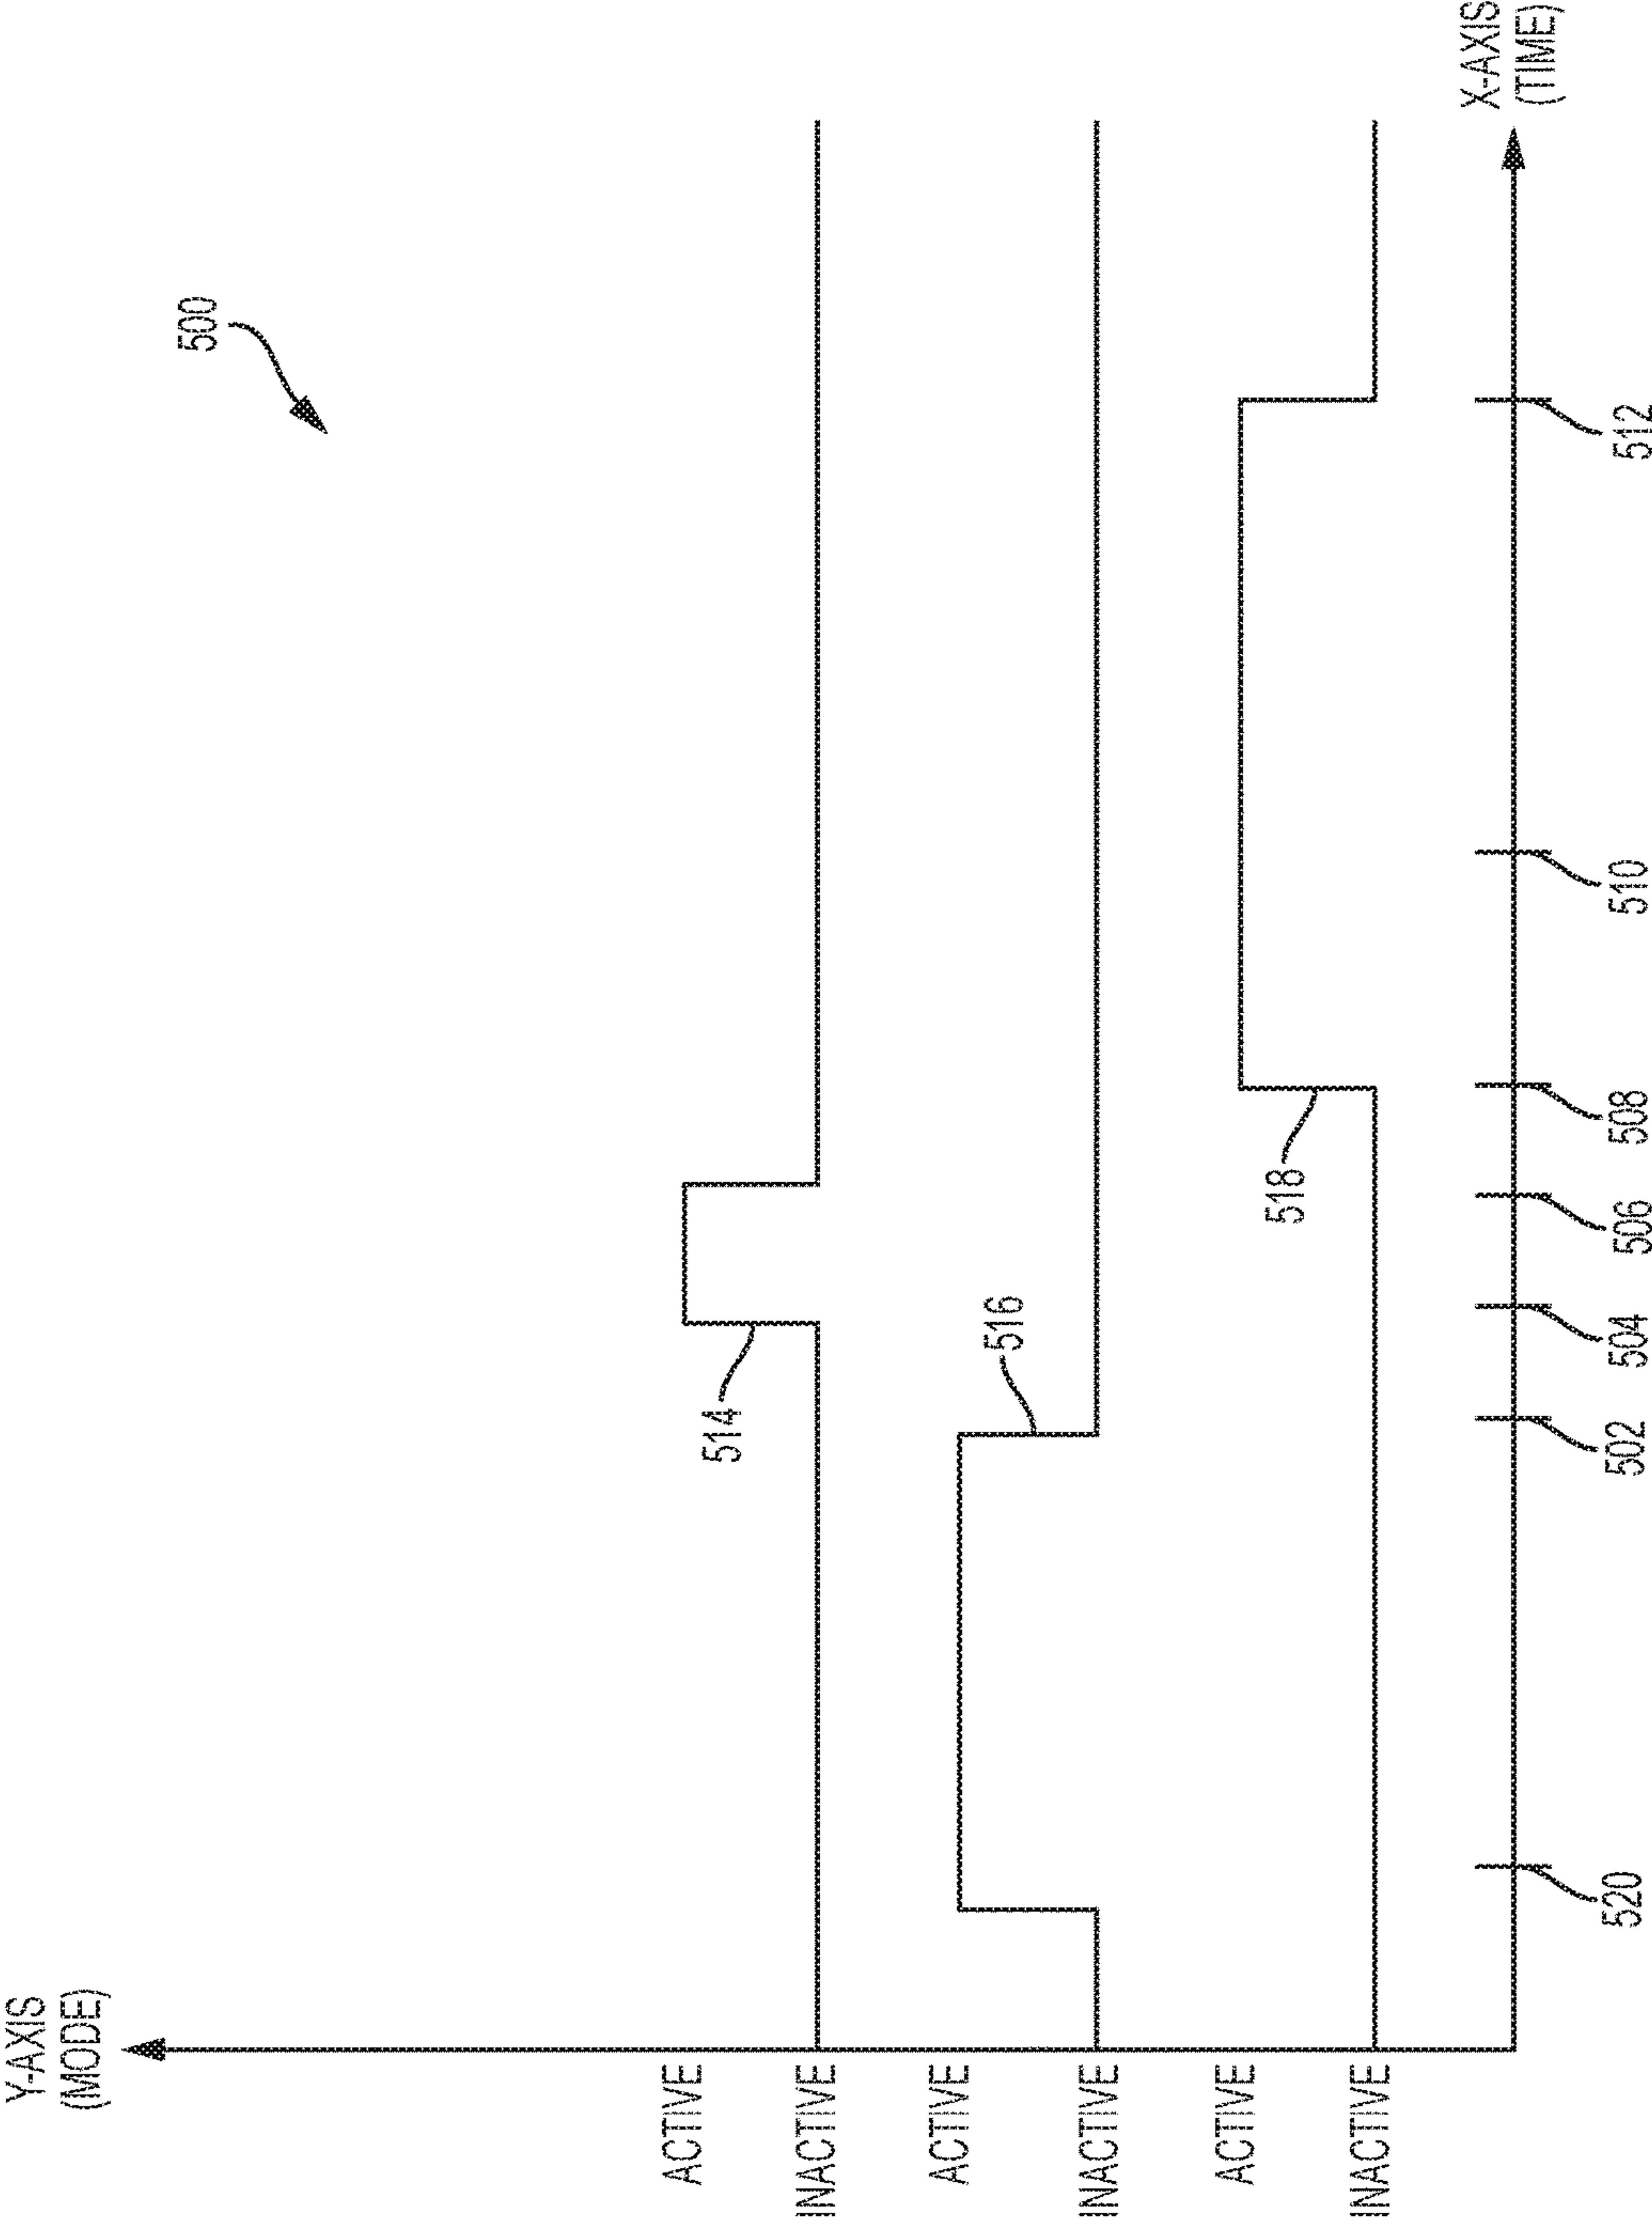 Y-AXIS
(MODE)
500
ACTIVE
514
INACTIVE
ACTIVE
516
INACTIVE
ACTIVE
518
INACTIVE
X-AXIS
(TIME)
520
502
504
506
508
510
512